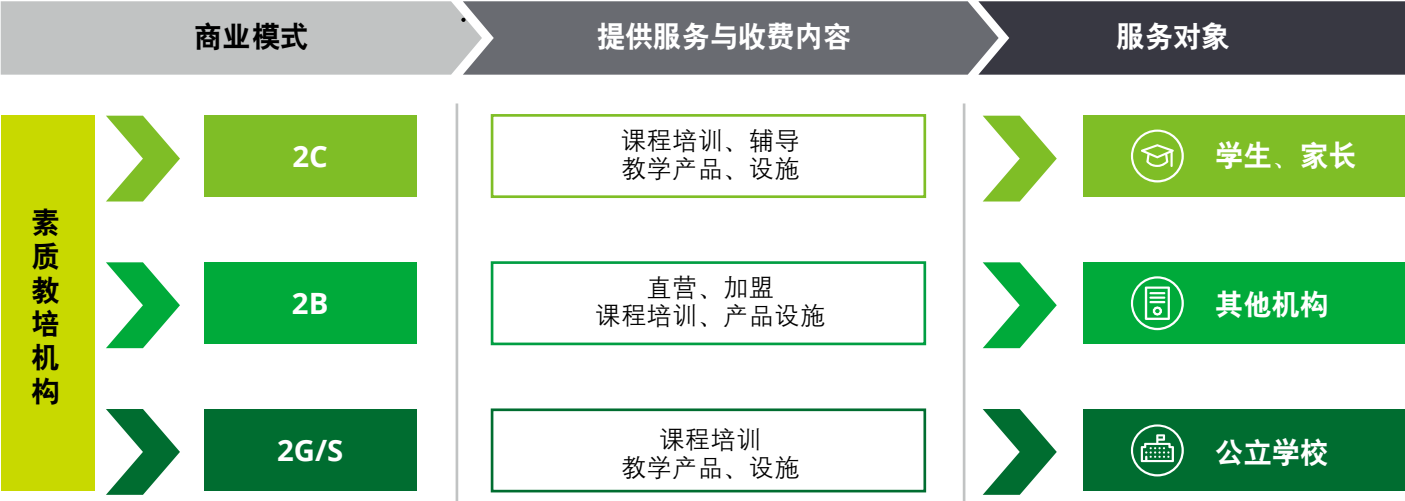 商业模式
提供服务与收费内容
服务对象
素质教培机构
2C
课程培训、辅导
教学产品、设施
学生、家长
2B
直营、加盟
课程培训、产品设施
其他机构
2G/S
课程培训
教学产品、设施
公立学校